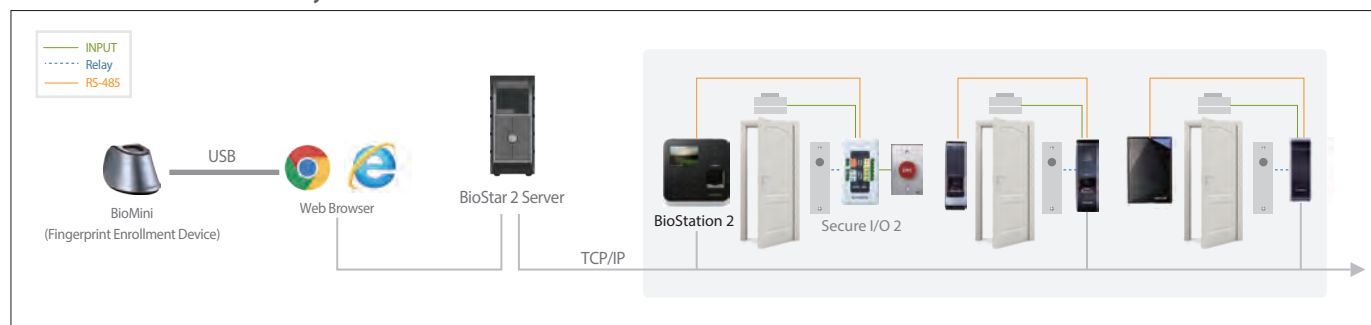 INPUT
Relay
RS-485
USB
BioMini
(Fingerprint Enrollment Device)
Web Browser
BioStar 2 Server
BioStation 2
Secure I/O 2
TCP/IP